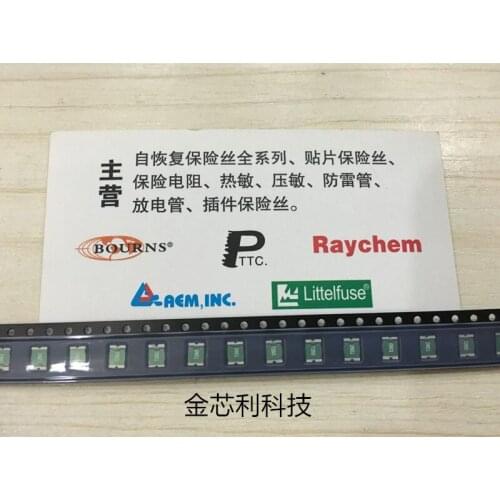 主营
自恢复保险丝全系列、贴片保险丝、
保险电阻、热敏、压敏、防雷管、
放电管、插件保险丝。
BOURNS®
P TTC.
Raychem
AEM,INC.
Littelfuse®
金芯利科技